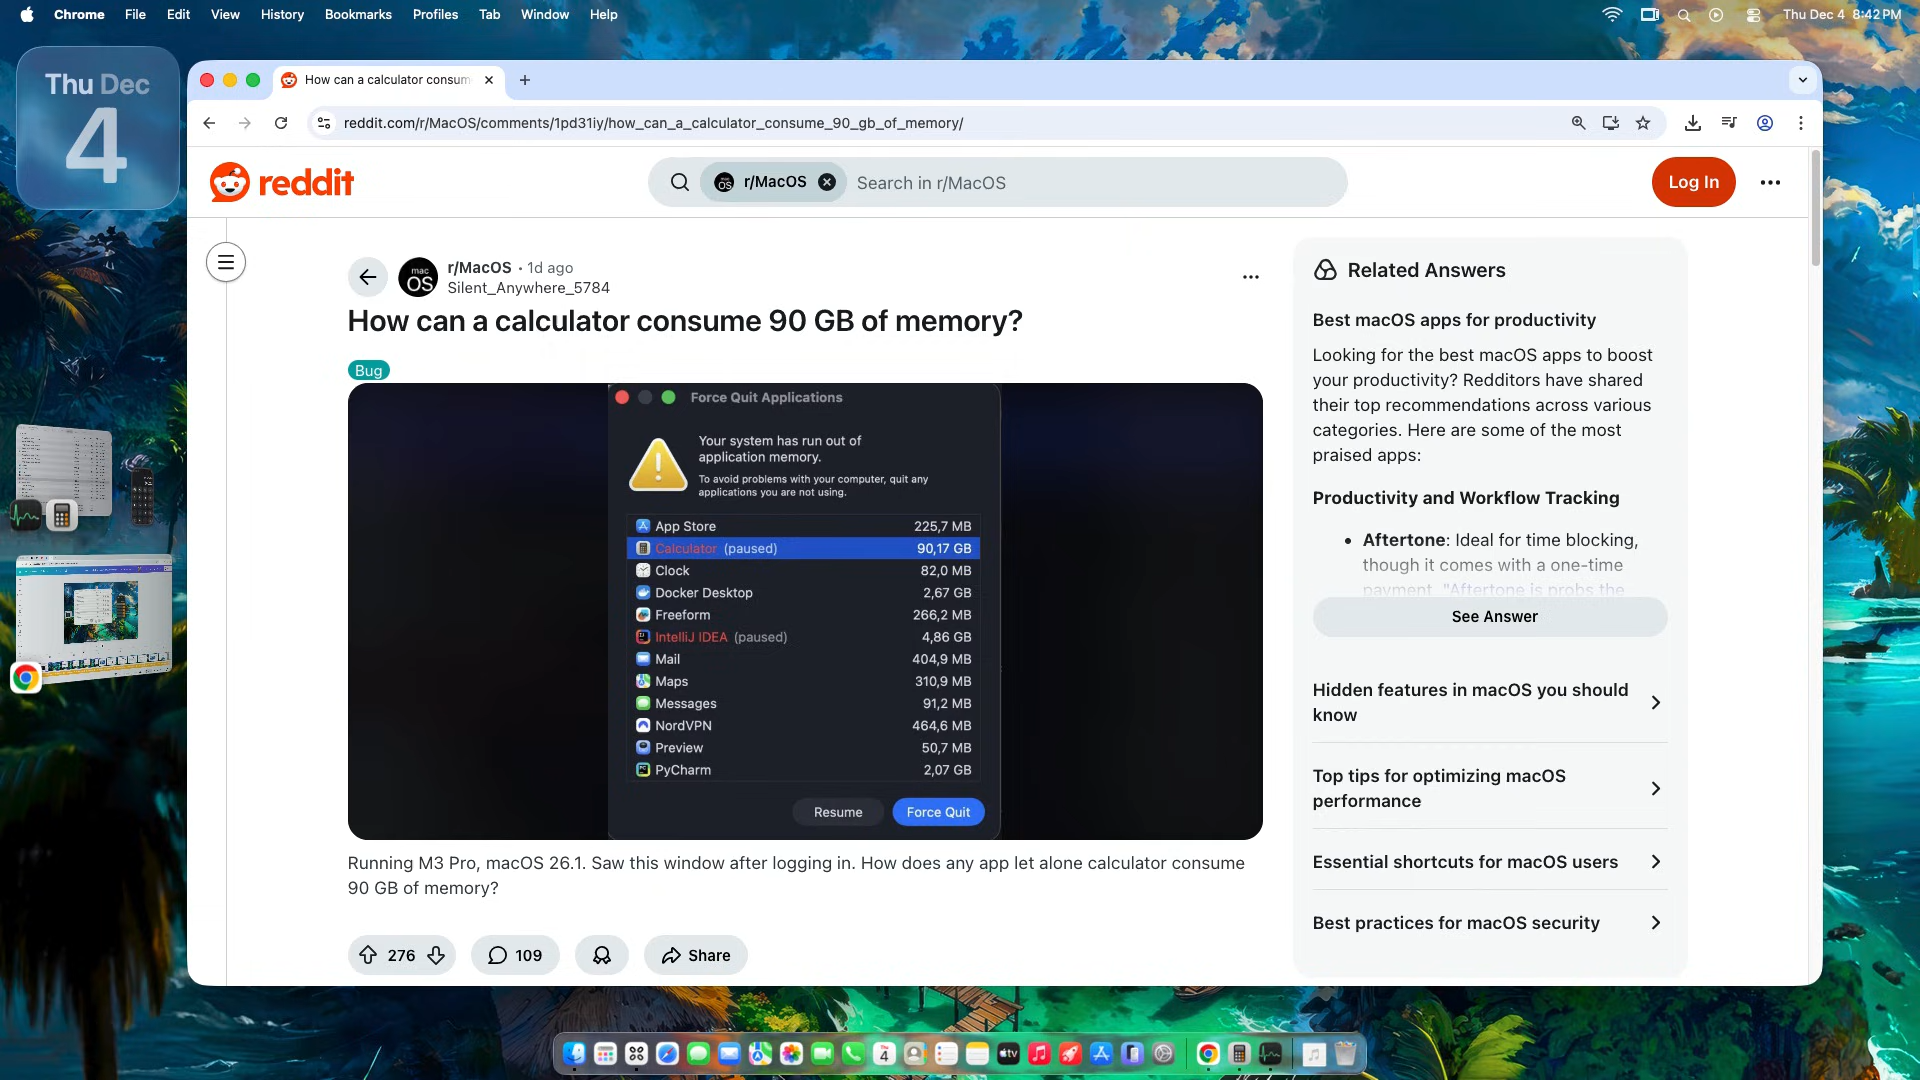 Chrome File Edit View History Bookmarks Profiles Tab Window Help
Thu Dec 4 8:42 PM
Thu Dec
4
How can a calculator consum
reddit.com/r/MacOS/comments/1pd31iy/how_can_a_calculator_consume_90_gb_of_memory/
reddit
r/MacOS
Search in r/MacOS
Log In
mac
OS
r/MacOS • 1d ago
Silent_Anywhere_5784
How can a calculator consume 90 GB of memory?
Bug
Force Quit Applications
Your system has run out of
application memory.
To avoid problems with your computer, quit any
applications you are not using.
App Store 225,7 MB
Calculator (paused) 90,17 GB
Clock 82,0 MB
Docker Desktop 2,67 GB
Freeform 266,2 MB
IntelliJ IDEA (paused) 4,86 GB
Mail 404,9 MB
Maps 310,9 MB
Messages 91,2 MB
NordVPN 464,6 MB
Preview 50,7 MB
PyCharm 2,07 GB
Resume
Force Quit
Running M3 Pro, macOS 26.1. Saw this window after logging in. How does any app let alone calculator consume
90 GB of memory?
276
109
Share
Related Answers
Best macOS apps for productivity
Looking for the best macOS apps to boost
your productivity? Redditors have shared
their top recommendations across various
categories. Here are some of the most
praised apps:
Productivity and Workflow Tracking
• Aftertone: Ideal for time blocking,
though it comes with a one-time
payment. "Aftertone is probs the
See Answer
Hidden features in macOS you should
know
Top tips for optimizing macOS
performance
Essential shortcuts for macOS users
Best practices for macOS security
4
tv